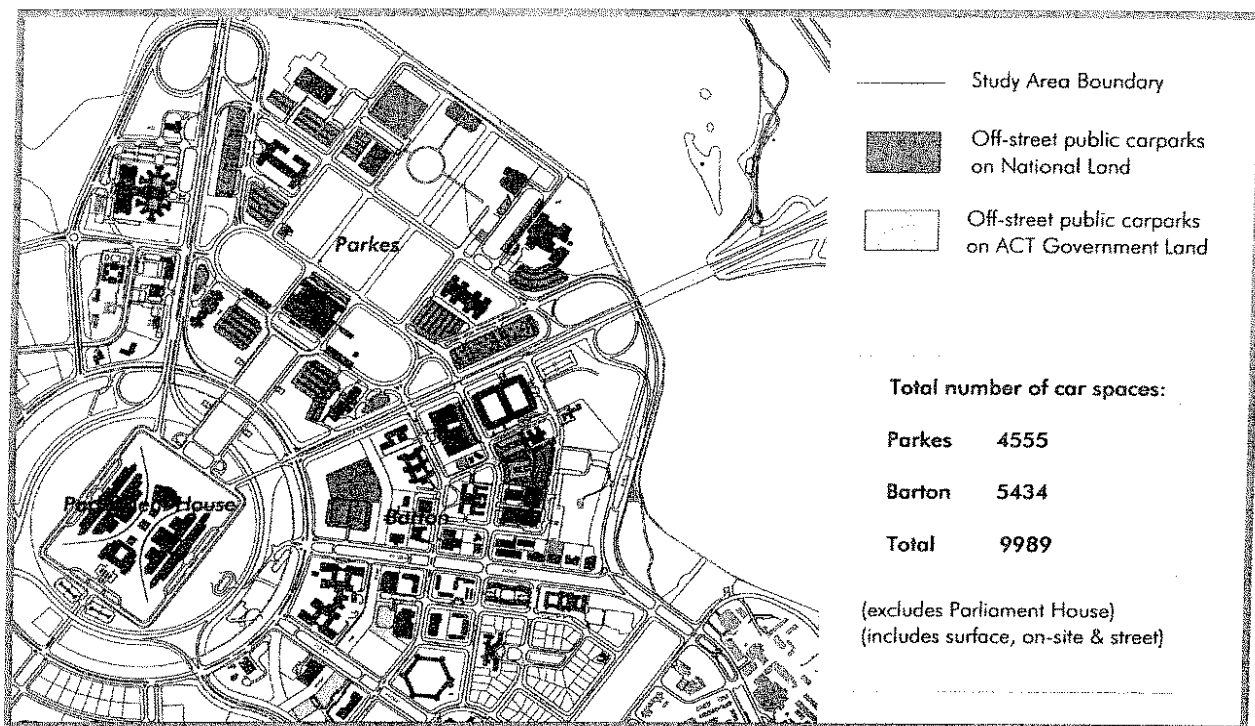 Study Area Boundary
Off-street public carparks
on National Land
Off-street public carparks
on ACT Government Land
Parkes
Parliament House
Barton
Total number of car spaces:
Parkes 4555
Barton 5434
Total 9989
(excludes Parliament House)
(includes surface, on-site & street)